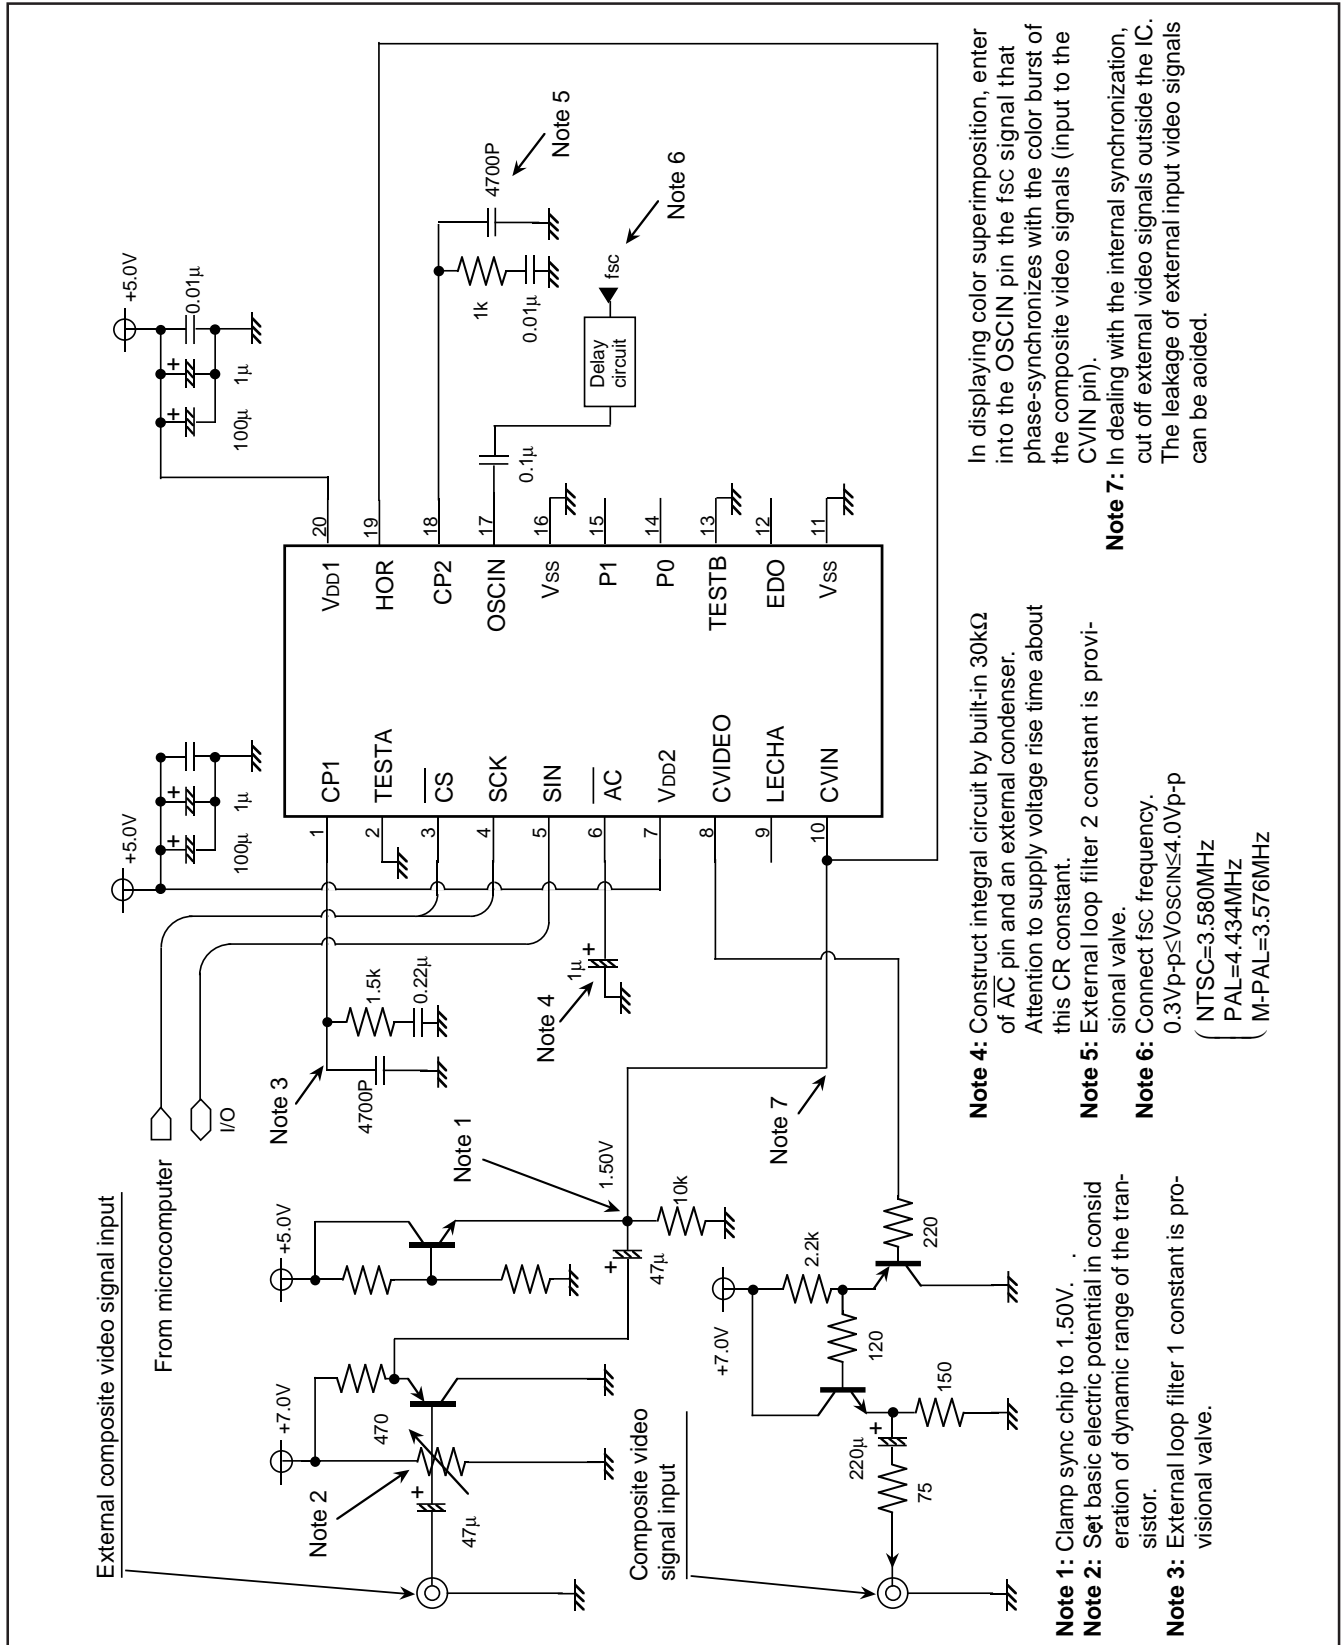 External composite video signal input
From microcomputer
I/O
+5.0V
100µ
1µ
+5.0V
100µ
1µ
0.01µ
1
2
3
4
5
6
7
8
9
10
CP1
TESTA
CS
SCK
SIN
AC
VDD2
CVIDEO
LECHA
CVIN
VDD1
HOR
CP2
OSCIN
VSS
P1
P0
TESTB
EDO
VSS
20
19
18
17
16
15
14
13
12
11
Note 3
4700P
1.5k
0.22µ
Note 4
1µ
1k
0.01µ
4700P
Note 5
0.1µ
Delay
circuit
fsc
Note 6
+7.0V
470
Note 2
47µ
+5.0V
Note 1
1.50V
47µ
10k
Note 7
Composite video
signal input
+7.0V
2.2k
120
220
220µ
150
75
Note 1: Clamp sync chip to 1.50V.
Note 2: Set basic electric potential in consid
eration of dynamic range of the tran-
sistor.
Note 3: External loop filter 1 constant is pro-
visional valve.
Note 4: Construct integral circuit by built-in 30kΩ
of AC pin and an external condenser.
Attention to supply voltage rise time about
this CR constant.
Note 5: External loop filter 2 constant is provi-
sional valve.
Note 6: Connect fsc frequency.
0.3Vp-p≤VOSCIN≤4.0Vp-p
( NTSC=3.580MHz
PAL=4.434MHz
M-PAL=3.576MHz )
In displaying color superimposition, enter
into the OSCIN pin the fsc signal that
phase-synchronizes with the color burst of
the composite video signals (input to the
CVIN pin).
Note 7: In dealing with the internal synchronization,
cut off external video signals outside the IC.
The leakage of external input video signals
can be aoided.